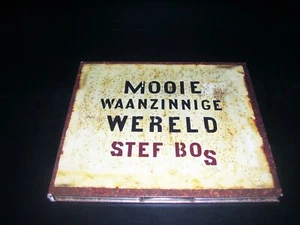 MOOIE
WAANZINNIGE
WERELD
STEF BOS